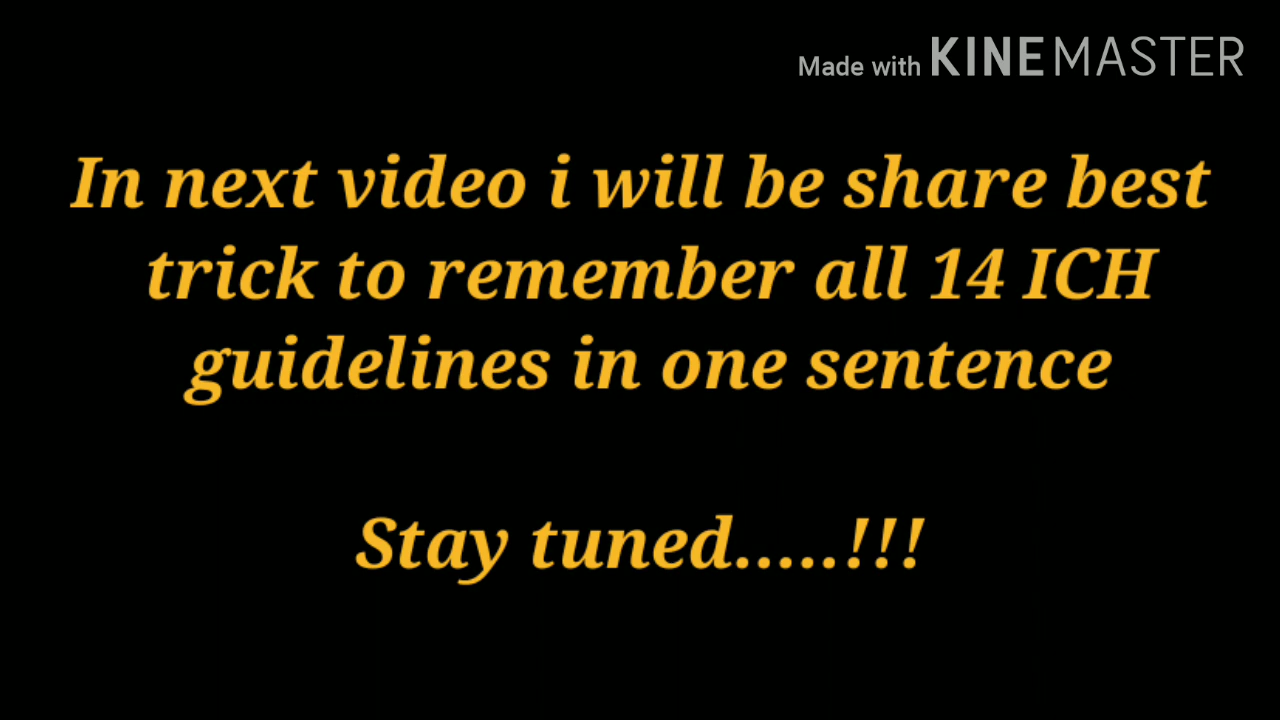 Made with KINEMASTER
In next video i will be share best
trick to remember all 14 ICH
guidelines in one sentence
Stay tuned.....!!!